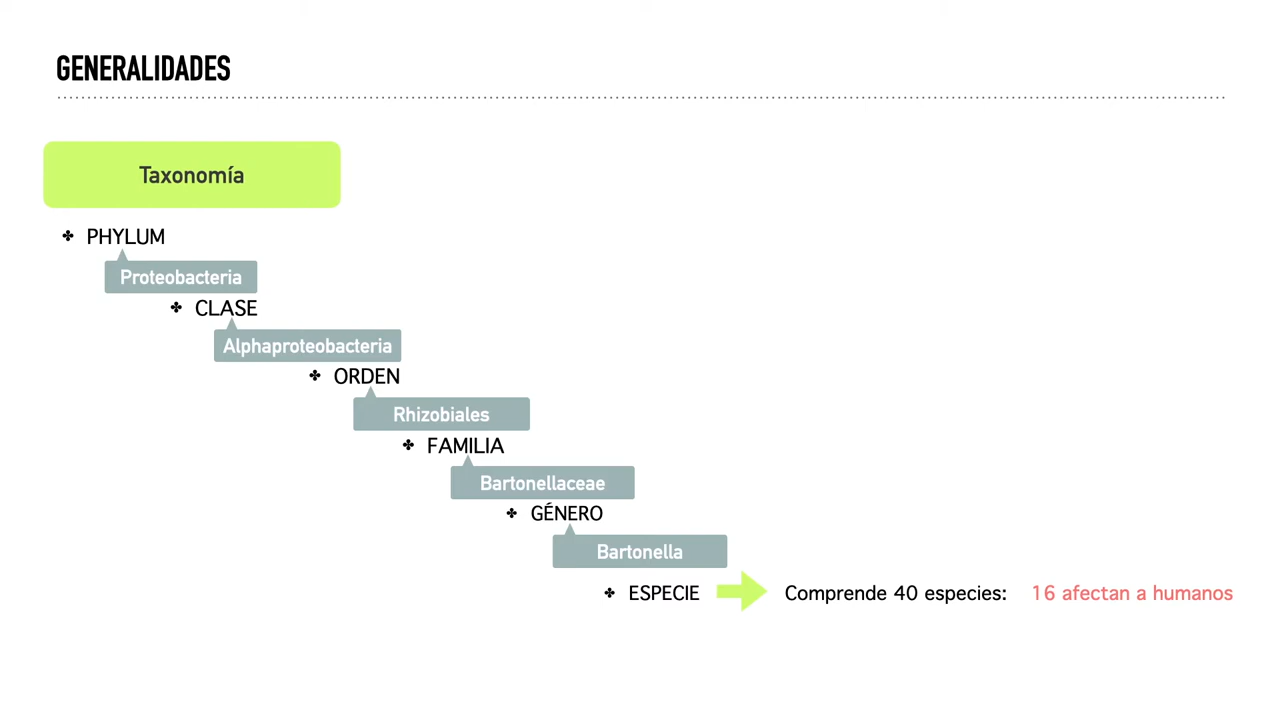 GENERALIDADES
Taxonomía
PHYLUM
Proteobacteria
CLASE
Alphaproteobacteria
ORDEN
Rhizobiales
FAMILIA
Bartonellaceae
GÉNERO
Bartonella
ESPECIE Comprende 40 especies: 16 afectan a humanos